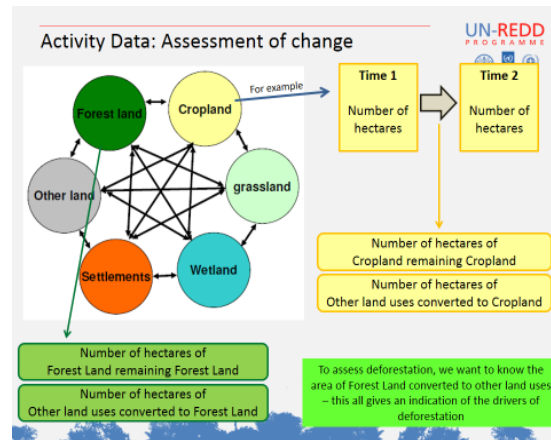 Activity Data: Assessment of change
UN-REDD
PROGRAMME
For example
Time 1
Number of
hectares
Time 2
Number of
hectares
Forest land
Cropland
Other land
grassland
Settlements
Wetland
Number of hectares of
Cropland remaining Cropland
Number of hectares of
Other land uses converted to Cropland
Number of hectares of
Forest Land remaining Forest Land
Number of hectares of
Other land uses converted to Forest Land
To assess deforestation, we want to know the
area of Forest Land converted to other land uses
– this all gives an indication of the drivers of
deforestation